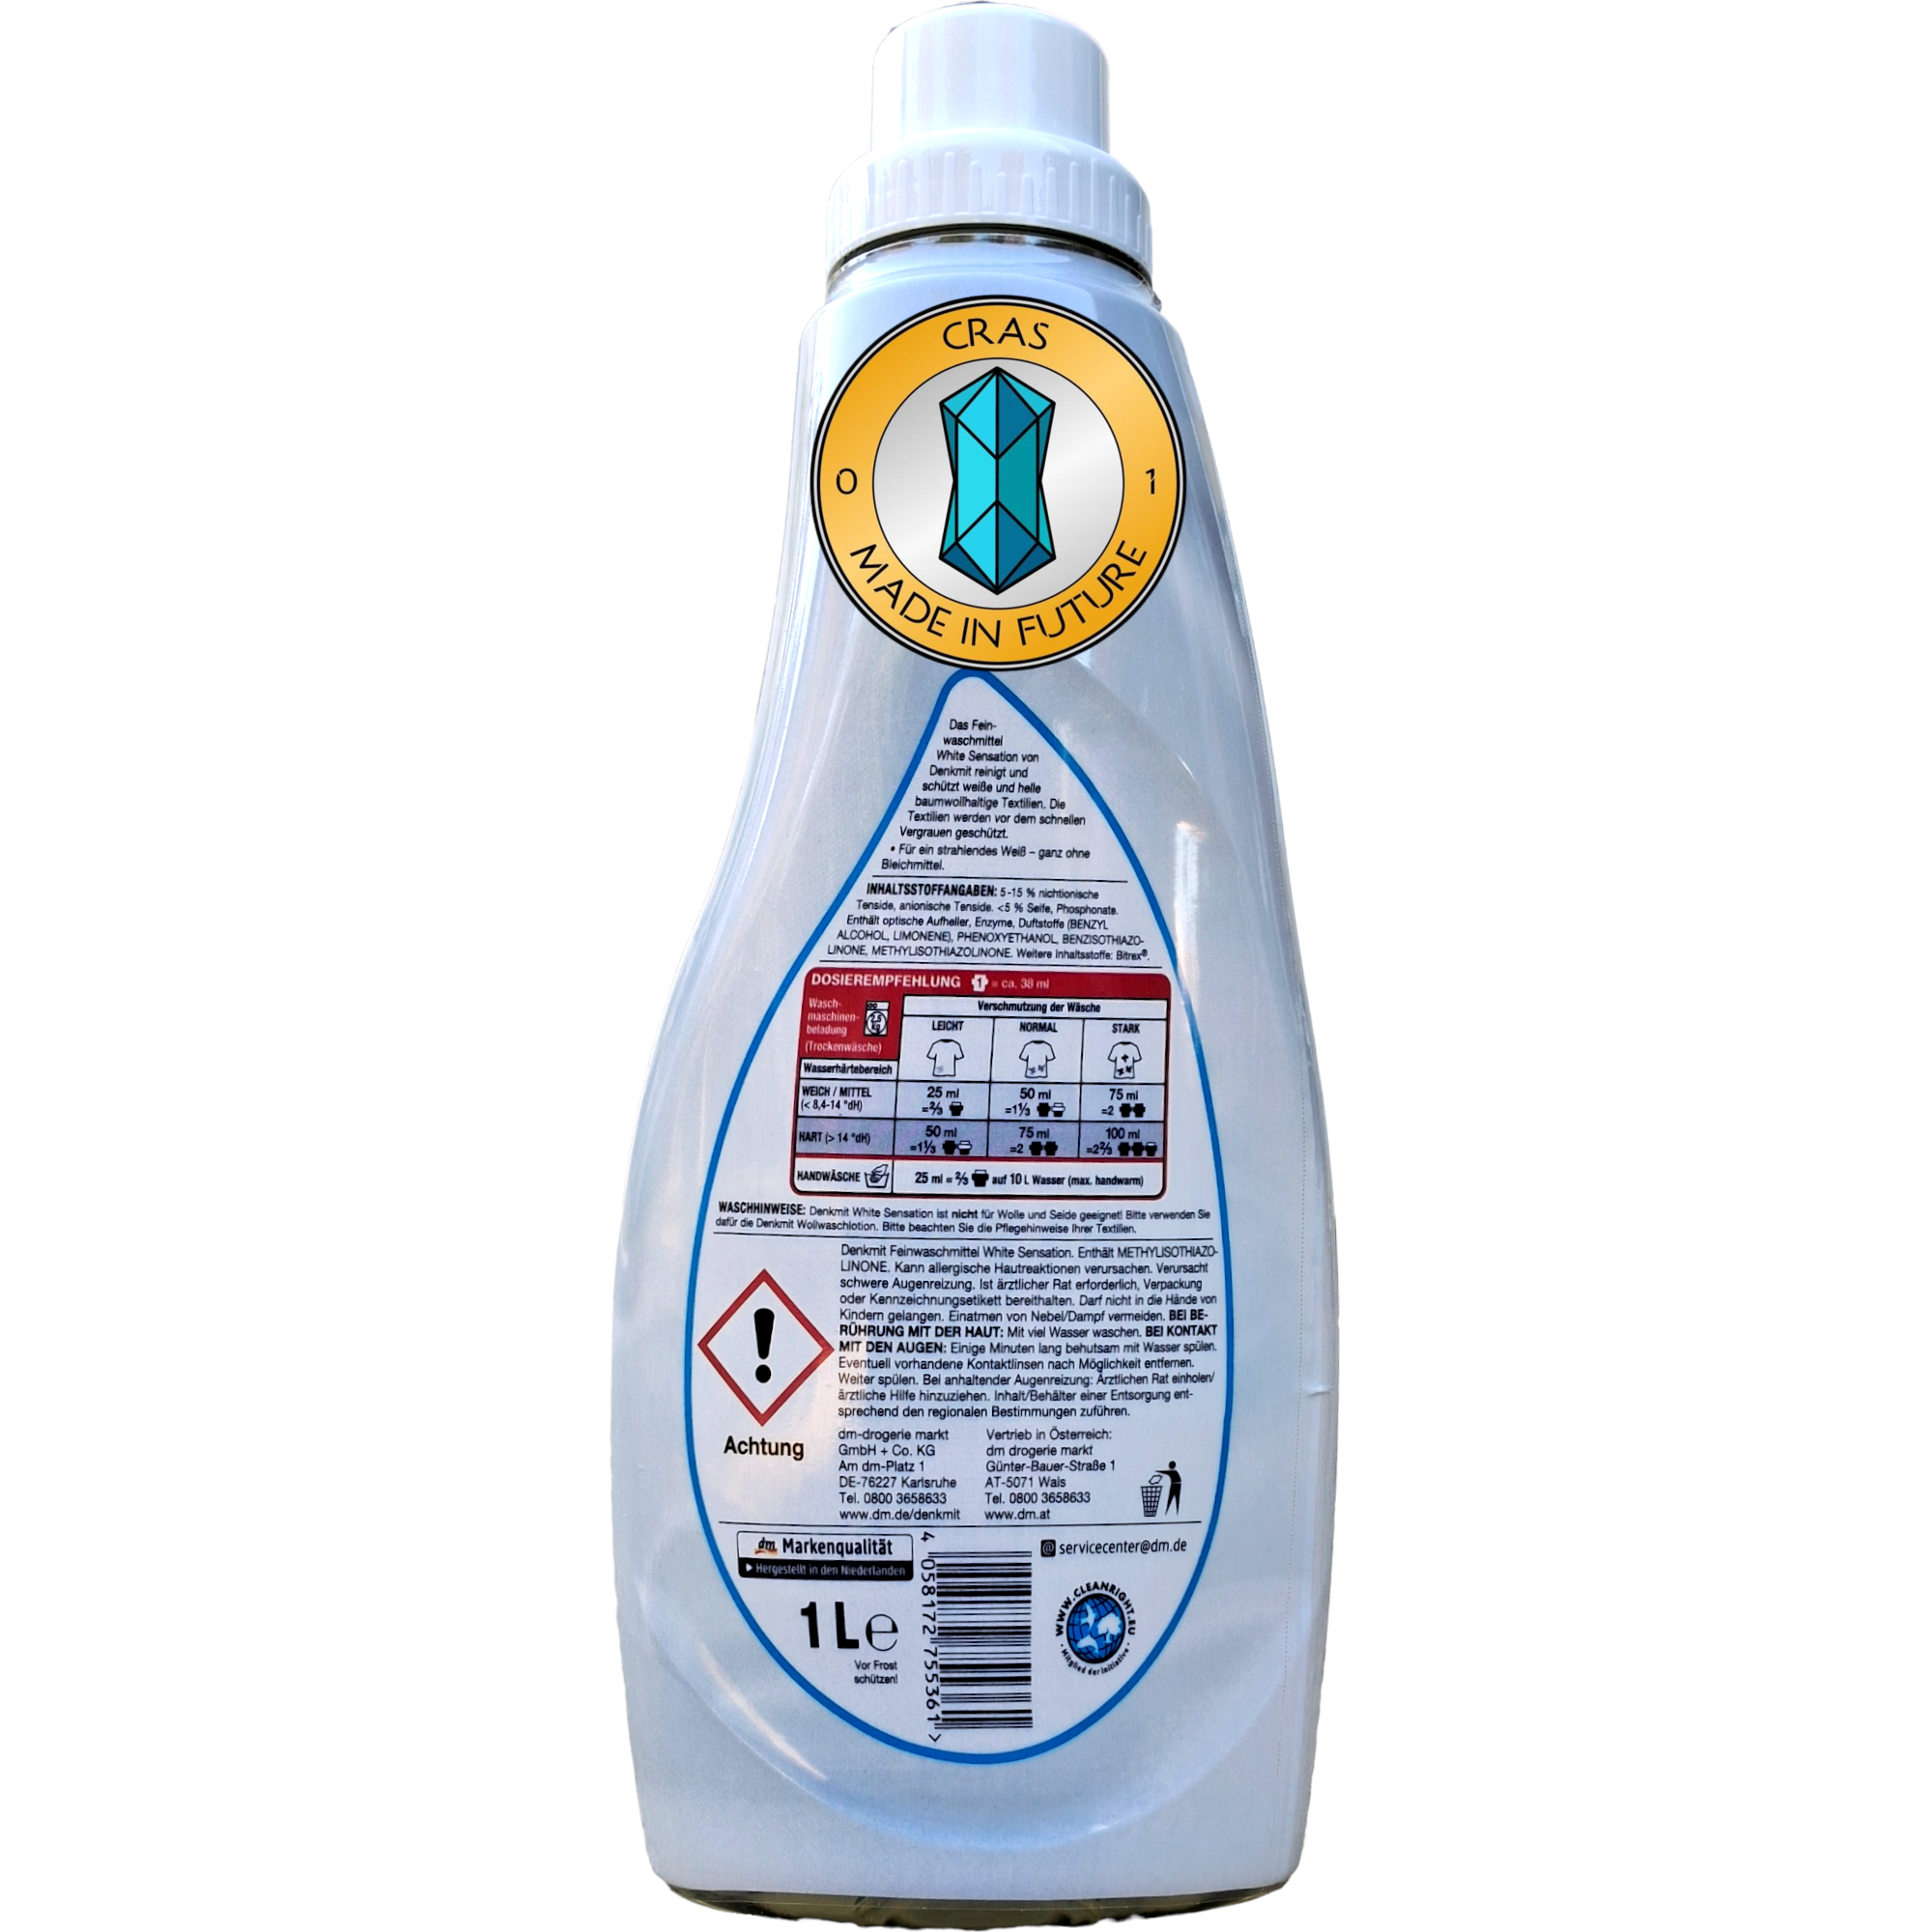 CRAS
0 1
MADE IN FUTURE
Das Fein-
waschmittel
White Sensation von
Denkmit reinigt und
schützt weiße und helle
baumwollhaltige Textilien. Die
Textilien werden vor dem schnellen
Vergrauen geschützt.
• Für ein strahlendes Weiß – ganz ohne
Bleichmittel.
INHALTSSTOFFANGABEN: 5-15 % nichtionische
Tenside, anionische Tenside. <5 % Seife, Phosphonate.
Enthält optische Aufheller, Enzyme, Duftstoffe (BENZYL
ALCOHOL, LIMONENE), PHENOXYETHANOL, BENZISOTHIAZO-
LINONE, METHYLISOTHIAZOLINONE. Weitere Inhaltsstoffe: Bitrex®.
DOSIEREMPFEHLUNG 1 = ca. 38 ml
Wasch-
maschinen-
beladung
(Trockenwäsche)
2,5 kg
Verschmutzung der Wäsche
LEICHT NORMAL STARK
Wasserhärtebereich
WEICH / MITTEL
(< 8,4-14 °dH)
25 ml 50 ml 75 ml
=⅔ =1⅓ =2
HART (> 14 °dH)
50 ml 75 ml 100 ml
=1⅓ =2 =2⅔
HANDWÄSCHE 25 ml = ⅔ auf 10 L Wasser (max. handwarm)
WASCHHINWEISE: Denkmit White Sensation ist nicht für Wolle und Seide geeignet! Bitte verwenden Sie
dafür die Denkmit Wollwaschlotion. Bitte beachten Sie die Pflegehinweise Ihrer Textilien.
Denkmit Feinwaschmittel White Sensation. Enthält METHYLISOTHIAZO-
LINONE. Kann allergische Hautreaktionen verursachen. Verursacht
schwere Augenreizung. Ist ärztlicher Rat erforderlich, Verpackung
oder Kennzeichnungsetikett bereithalten. Darf nicht in die Hände von
Kindern gelangen. Einatmen von Nebel/Dampf vermeiden. BEI BE-
RÜHRUNG MIT DER HAUT: Mit viel Wasser waschen. BEI KONTAKT
MIT DEN AUGEN: Einige Minuten lang behutsam mit Wasser spülen.
Eventuell vorhandene Kontaktlinsen nach Möglichkeit entfernen.
Weiter spülen. Bei anhaltender Augenreizung: Ärztlichen Rat einholen/
ärztliche Hilfe hinzuziehen. Inhalt/Behälter einer Entsorgung ent-
sprechend den regionalen Bestimmungen zuführen.
Achtung
dm-drogerie markt
GmbH + Co. KG
Am dm-Platz 1
DE-76227 Karlsruhe
Tel. 0800 3658633
www.dm.de/denkmit
Vertrieb in Österreich:
dm drogerie markt
Günter-Bauer-Straße 1
AT-5071 Wals
Tel. 0800 3658633
www.dm.at
dm Markenqualität
Hergestellt in den Niederlanden
@ servicecenter@dm.de
1 L e
Vor Frost
schützen!
4 058172 755361 >
WWW.CLEANRIGHT.EU
• Mitglied der Initiative •